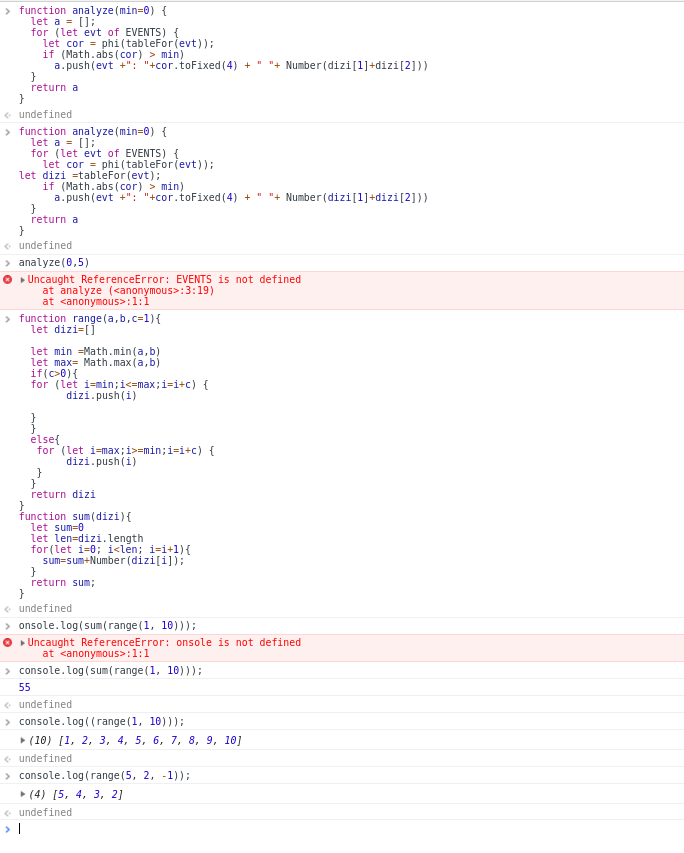 function analyze(min=0) {
  let a = [];
  for (let evt of EVENTS) {
    let cor = phi(tableFor(evt));
    if (Math.abs(cor) > min)
      a.push(evt +": "+cor.toFixed(4) + " "+ Number(dizi[1]+dizi[2]))
  }
  return a
}
undefined
function analyze(min=0) {
  let a = [];
  for (let evt of EVENTS) {
    let cor = phi(tableFor(evt));
let dizi =tableFor(evt);
    if (Math.abs(cor) > min)
      a.push(evt +": "+cor.toFixed(4) + " "+ Number(dizi[1]+dizi[2]))
  }
  return a
}
undefined
analyze(0,5)
Uncaught ReferenceError: EVENTS is not defined
    at analyze (<anonymous>:3:19)
    at <anonymous>:1:1
function range(a,b,c=1){
  let dizi=[]
  let min =Math.min(a,b)
  let max= Math.max(a,b)
  if(c>0){
  for (let i=min;i<=max;i=i+c) {
        dizi.push(i)
  }
  }
  else{
   for (let i=max;i>=min;i=i+c) {
        dizi.push(i)
   }
  }
  return dizi
}
function sum(dizi){
  let sum=0
  let len=dizi.length
  for(let i=0; i<len; i=i+1){
    sum=sum+Number(dizi[i]);
  }
  return sum;
}
undefined
onsole.log(sum(range(1, 10)));
Uncaught ReferenceError: onsole is not defined
    at <anonymous>:1:1
console.log(sum(range(1, 10)));
55
undefined
console.log((range(1, 10)));
(10) [1, 2, 3, 4, 5, 6, 7, 8, 9, 10]
undefined
console.log(range(5, 2, -1));
(4) [5, 4, 3, 2]
undefined